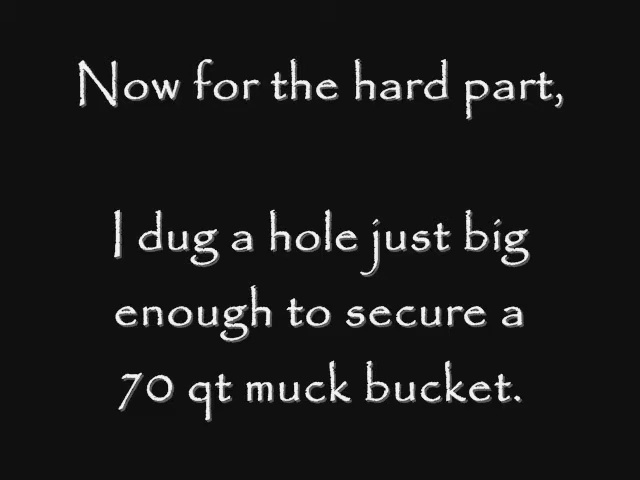 Now for the hard part,
I dug a hole just big
enough to secure a
70 qt muck bucket.